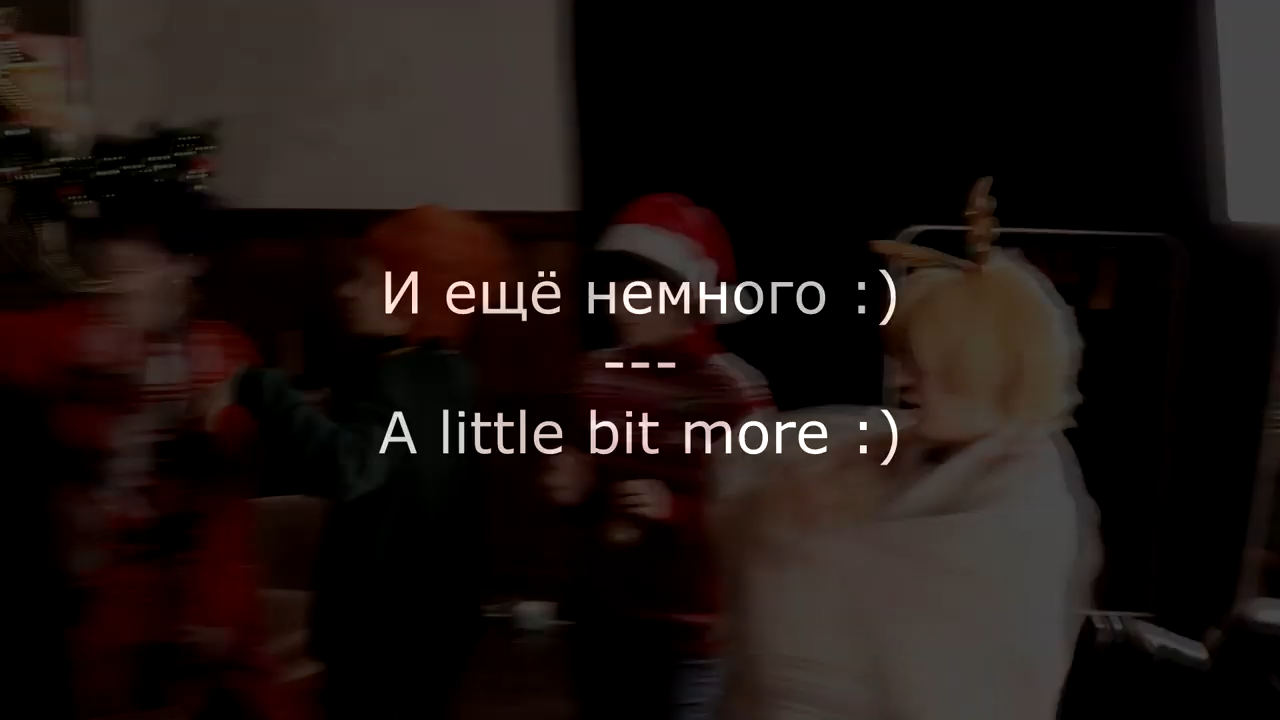 И ещё немного :)
---
A little bit more :)